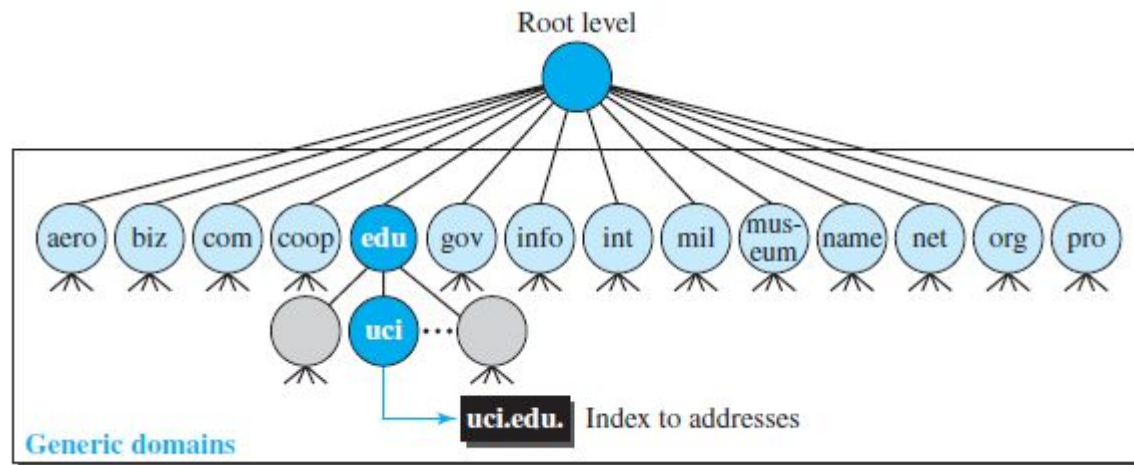 Root level
aero biz com coop edu gov info int mil mus-
eum name net org pro
uci ...
uci.edu. Index to addresses
Generic domains